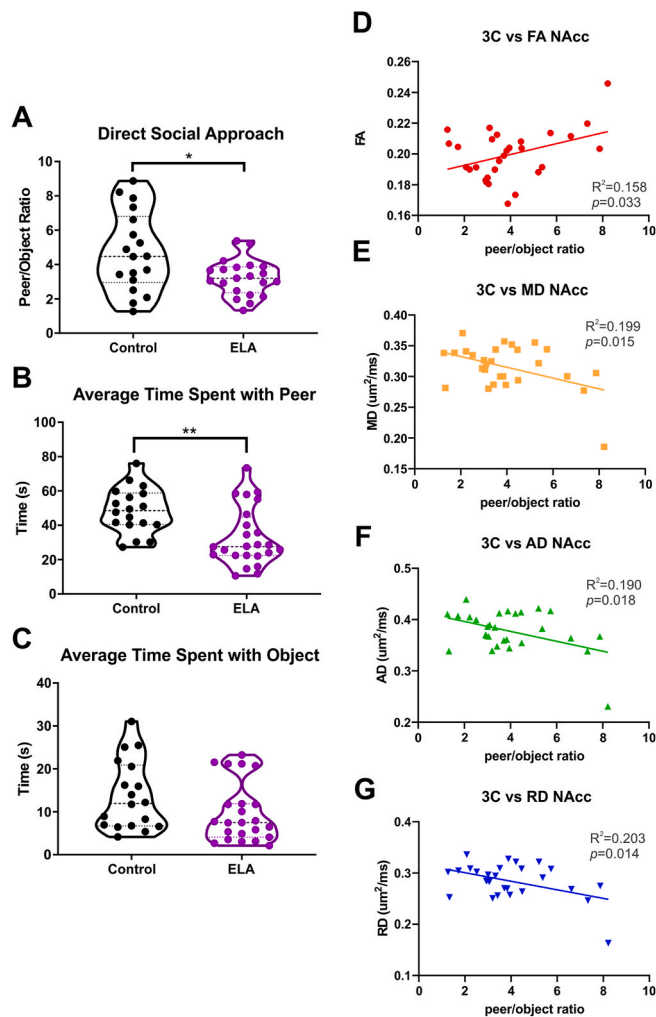 A
Direct Social Approach
*
Peer/Object Ratio
10
8
6
4
2
0
Control
ELA
B
Average Time Spent with Peer
**
Time (s)
100
80
60
40
20
0
Control
ELA
C
Average Time Spent with Object
Time (s)
40
30
20
10
0
Control
ELA
D
3C vs FA NAcc
FA
0.26
0.24
0.22
0.20
0.18
0.16
R²=0.158
p=0.033
0 2 4 6 8 10
peer/object ratio
E
3C vs MD NAcc
MD (um²/ms)
0.40
0.35
0.30
0.25
0.20
0.15
R²=0.199
p=0.015
0 2 4 6 8 10
peer/object ratio
F
3C vs AD NAcc
AD (um²/ms)
0.5
0.4
0.3
0.2
R²=0.190
p=0.018
0 2 4 6 8 10
peer/object ratio
G
3C vs RD NAcc
RD (um²/ms)
0.4
0.3
0.2
0.1
R²=0.203
p=0.014
0 2 4 6 8 10
peer/object ratio